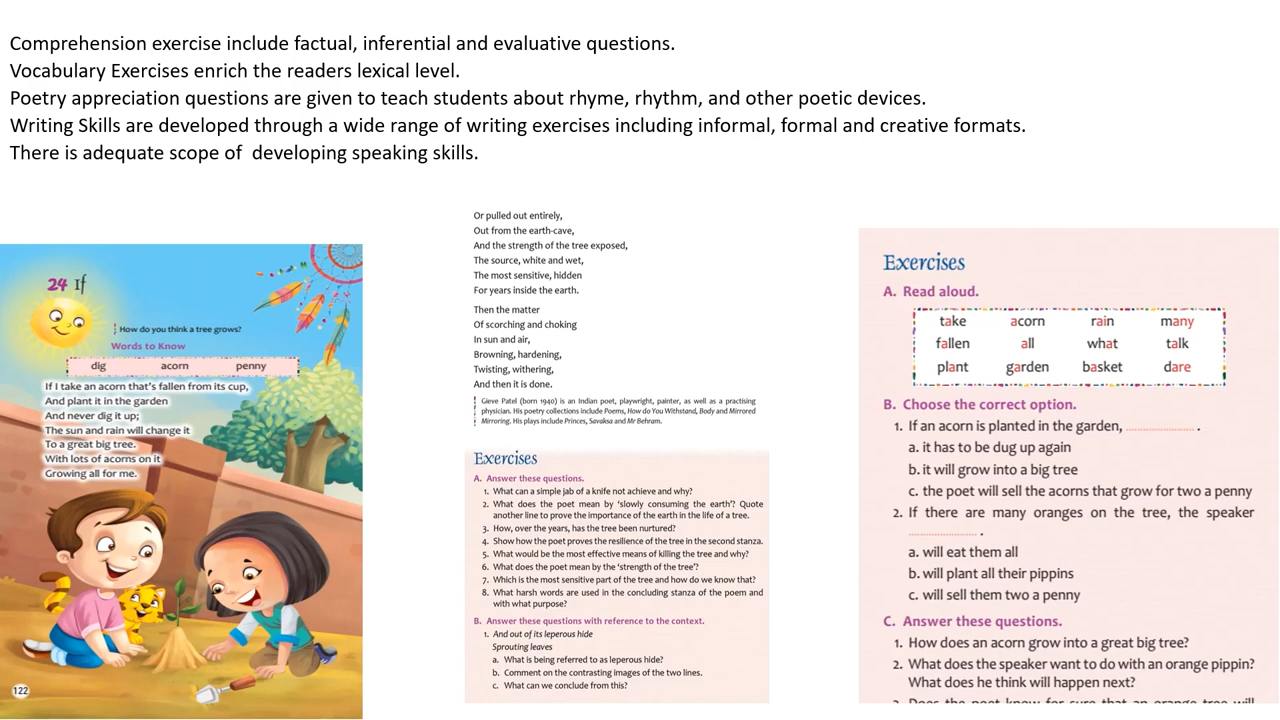 Comprehension exercise include factual, inferential and evaluative questions.
Vocabulary Exercises enrich the readers lexical level.
Poetry appreciation questions are given to teach students about rhyme, rhythm, and other poetic devices.
Writing Skills are developed through a wide range of writing exercises including informal, formal and creative formats.
There is adequate scope of  developing speaking skills.
24 If
How do you think a tree grows?
Words to Know
dig acorn penny
If I take an acorn that's fallen from its cup,
And plant it in the garden
And never dig it up;
The sun and rain will change it
To a great big tree.
With lots of acorns on it
Growing all for me.
122
Or pulled out entirely,
Out from the earth-cave,
And the strength of the tree exposed,
The source, white and wet,
The most sensitive, hidden
For years inside the earth.
Then the matter
Of scorching and choking
In sun and air,
Browning, hardening,
Twisting, withering,
And then it is done.
Gieve Patel (born 1940) is an Indian poet, playwright, painter, as well as a practising
physician. His poetry collections include Poems, How do You Withstand, Body and Mirrored
Mirroring. His plays include Princes, Savaksa and Mr Behram.
Exercises
A. Answer these questions.
1. What can a simple jab of a knife not achieve and why?
2. What does the poet mean by 'slowly consuming the earth'? Quote
another line to prove the importance of the earth in the life of a tree.
3. How, over the years, has the tree been nurtured?
4. Show how the poet proves the resilience of the tree in the second stanza.
5. What would be the most effective means of killing the tree and why?
6. What does the poet mean by the 'strength of the tree'?
7. Which is the most sensitive part of the tree and how do we know that?
8. What harsh words are used in the concluding stanza of the poem and
with what purpose?
B. Answer these questions with reference to the context.
1. And out of its leperous hide
Sprouting leaves
a. What is being referred to as leperous hide?
b. Comment on the contrasting images of the two lines.
c. What can we conclude from this?
Exercises
A. Read aloud.
take acorn rain many
fallen all what talk
plant garden basket dare
B. Choose the correct option.
1. If an acorn is planted in the garden, .................... .
a. it has to be dug up again
b. it will grow into a big tree
c. the poet will sell the acorns that grow for two a penny
2. If there are many oranges on the tree, the speaker
.................... .
a. will eat them all
b. will plant all their pippins
c. will sell them two a penny
C. Answer these questions.
1. How does an acorn grow into a great big tree?
2. What does the speaker want to do with an orange pippin?
What does he think will happen next?
3. Does the poet know for sure that an orange tree will